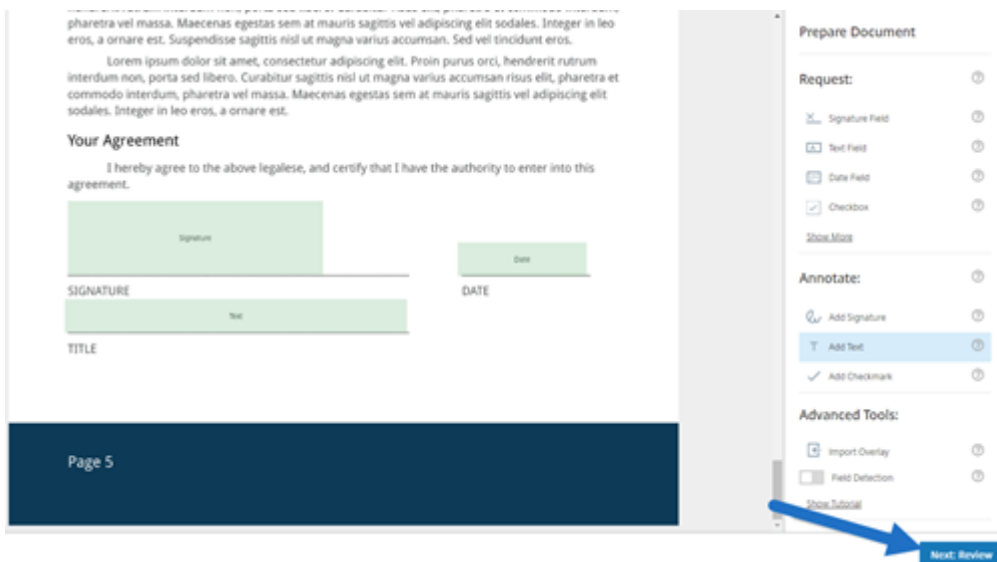 pharetra vel massa. Maecenas egestas sem at mauris sagittis vel adipiscing elit sodales. Integer in leo
eros, a ornare est. Suspendisse sagittis nisl ut magna varius accumsan. Sed vel tincidunt eros.
Lorem ipsum dolor sit amet, consectetur adipiscing elit. Proin purus orci, hendrerit rutrum
interdum non, porta sed libero. Curabitur sagittis nisl ut magna varius accumsan risus elit, pharetra et
commodo interdum, pharetra vel massa. Maecenas egestas sem at mauris sagittis vel adipiscing elit
sodales. Integer in leo eros, a ornare est.
Your Agreement
I hereby agree to the above legalese, and certify that I have the authority to enter into this
agreement.
Signature
Date
SIGNATURE
DATE
Text
TITLE
Page 5
Prepare Document
Request:
Signature Field
Text Field
Date Field
Checkbox
Show More
Annotate:
Add Signature
Add Text
Add Checkmark
Advanced Tools:
Import Overlay
Field Detection
Show Tutorial
Next: Review